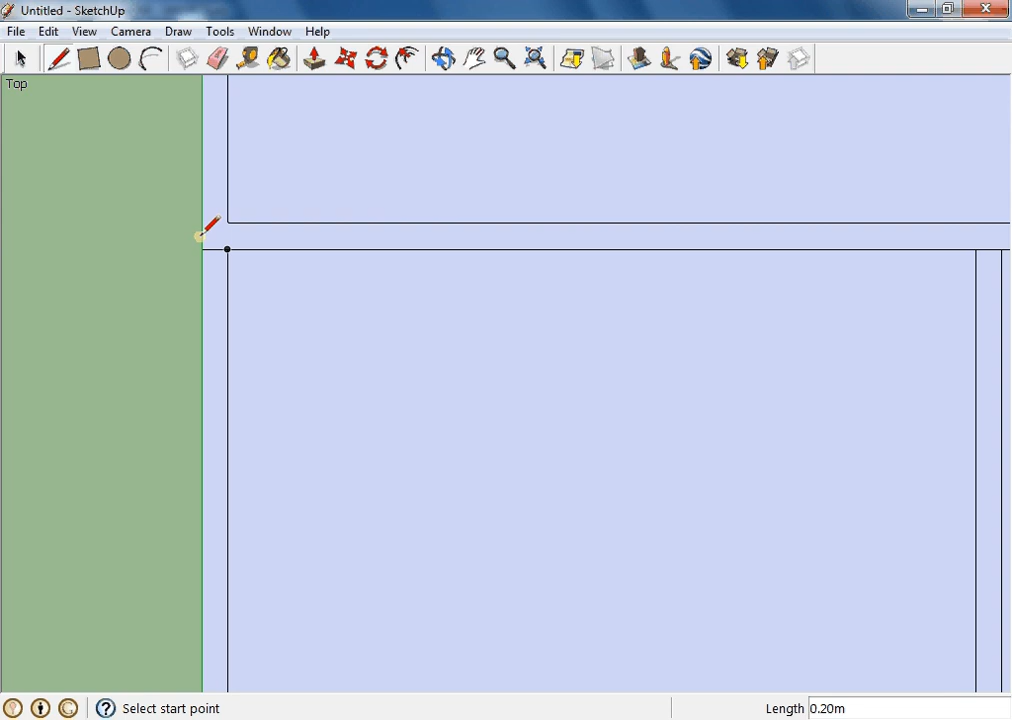 Untitled - SketchUp
File Edit View Camera Draw Tools Window Help
Top
Select start point
Length 0.20m